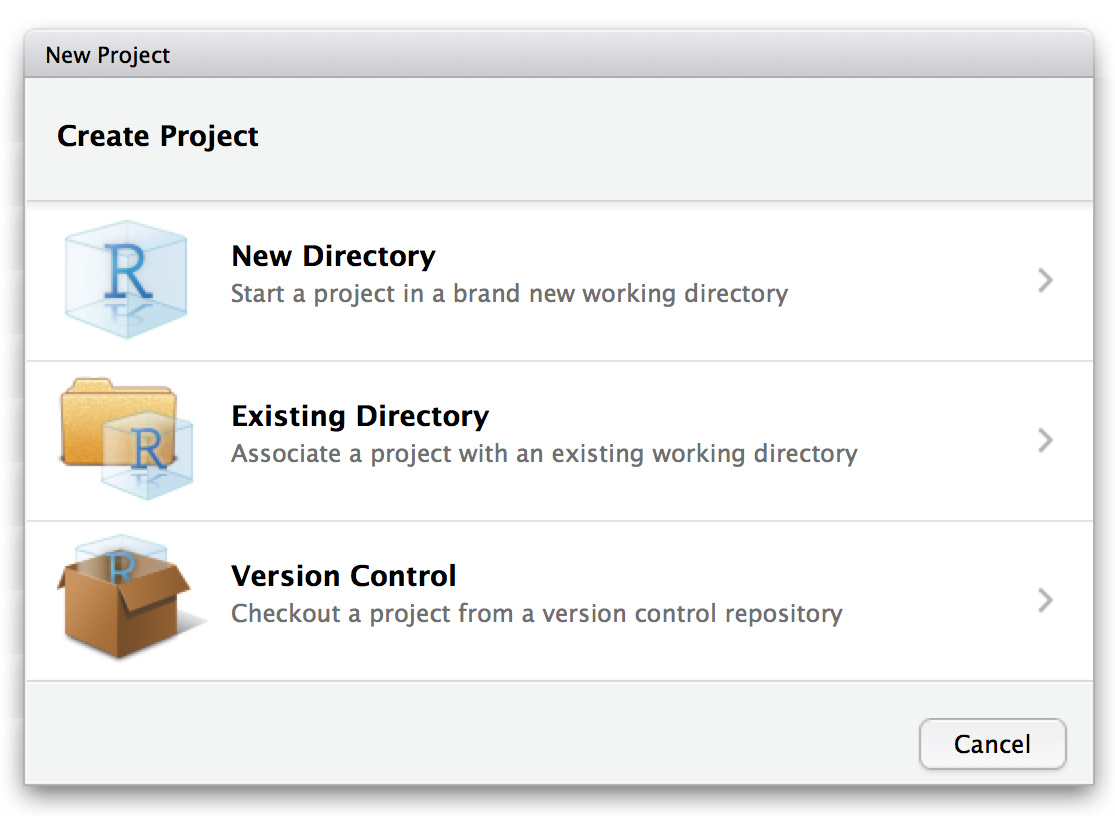 New Project
Create Project
R
New Directory
Start a project in a brand new working directory
R
Existing Directory
Associate a project with an existing working directory
R
Version Control
Checkout a project from a version control repository
Cancel